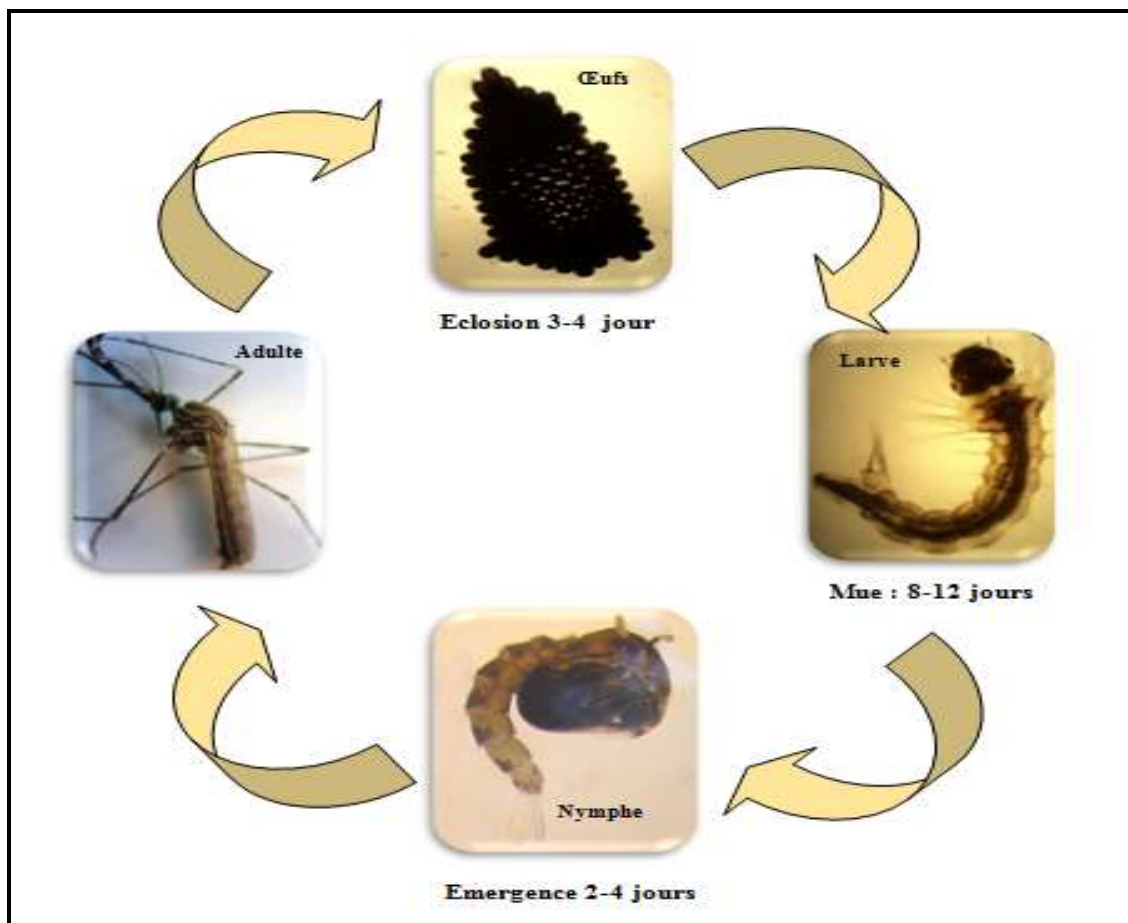 Œufs
Eclosion 3-4 jour
Adulte
Larve
Mue : 8-12 jours
Nymphe
Emergence 2-4 jours